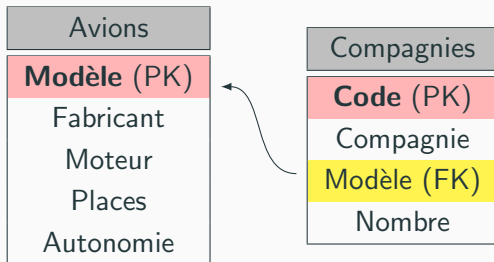 Avions
Modèle (PK)
Fabricant
Moteur
Places
Autonomie
Compagnies
Code (PK)
Compagnie
Modèle (FK)
Nombre